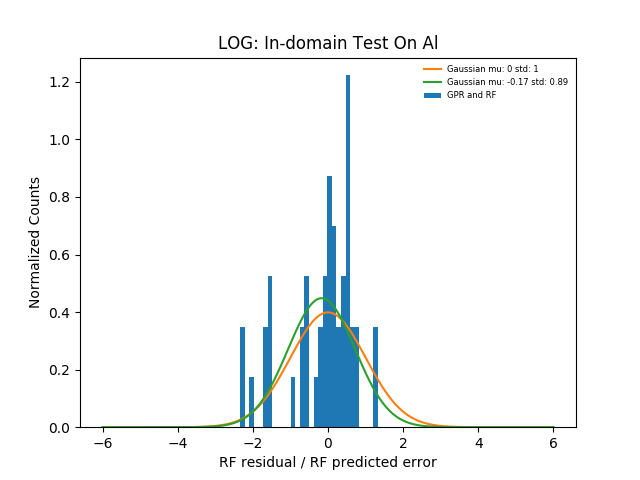 LOG: In-domain Test On Al
Gaussian mu: 0 std: 1
Gaussian mu: -0.17 std: 0.89
GPR and RF
Normalized Counts
1.2
1.0
0.8
0.6
0.4
0.2
0.0
−6 −4 −2 0 2 4 6
RF residual / RF predicted error